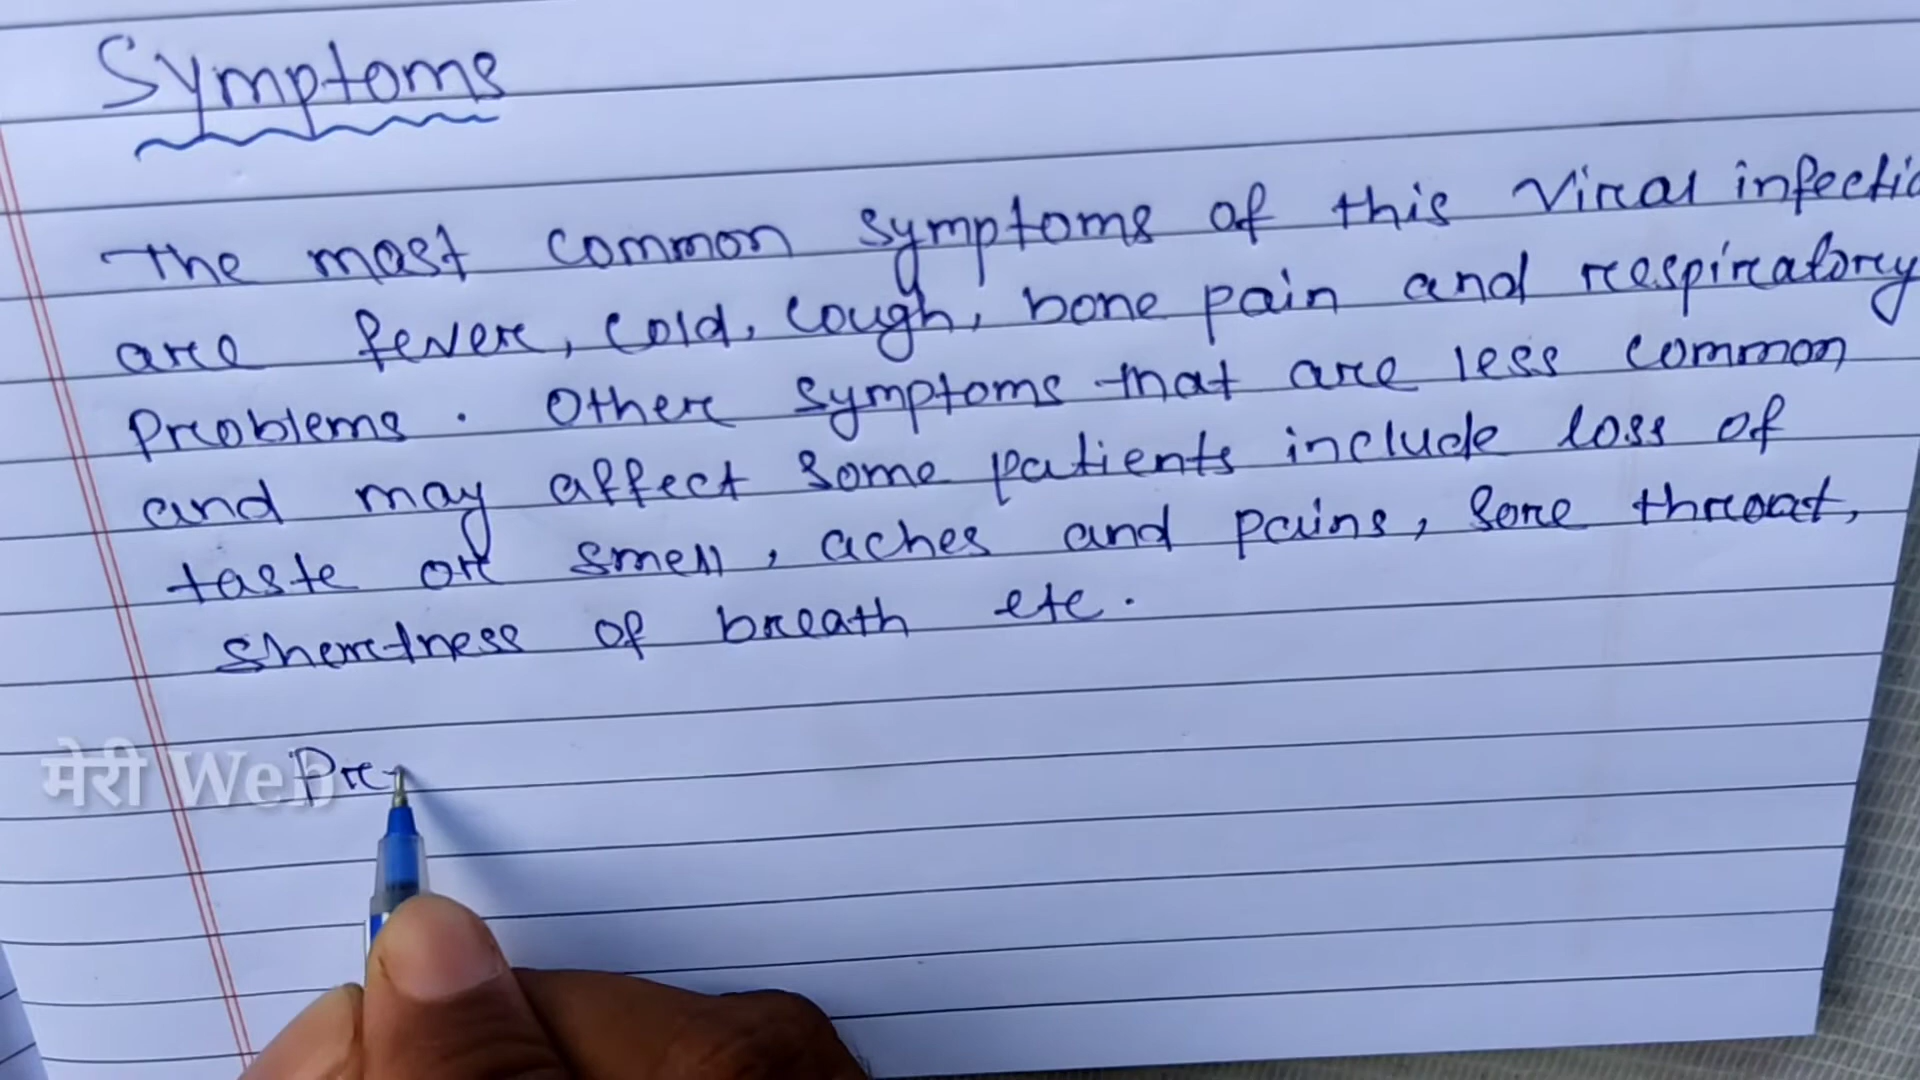 Symptoms
The most common symptoms of this Viral infectio
are fever, cold, cough, bone pain and respiratory
problems. Other symptoms that are less common
and may affect some patients include loss of
taste or smell, aches and pains, sore throat,
shortness of breath etc.
मेरी Web
Pre